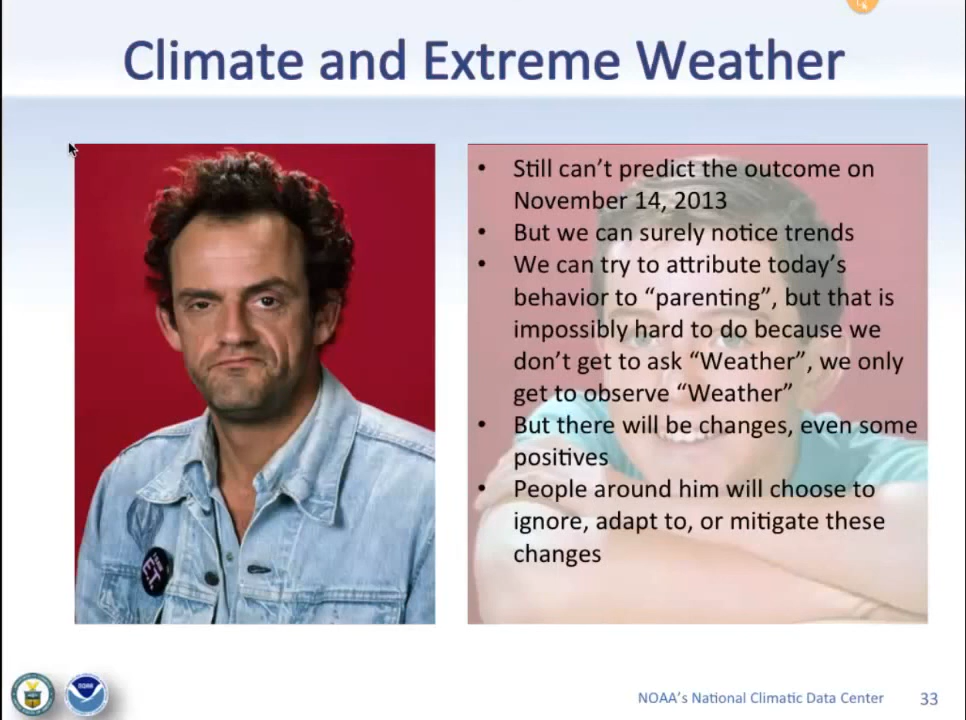 Climate and Extreme Weather
• Still can’t predict the outcome on
November 14, 2013
• But we can surely notice trends
• We can try to attribute today’s
behavior to “parenting”, but that is
impossibly hard to do because we
don’t get to ask “Weather”, we only
get to observe “Weather”
• But there will be changes, even some
positives
• People around him will choose to
ignore, adapt to, or mitigate these
changes
E.T.
NOAA
NOAA’s National Climatic Data Center 33